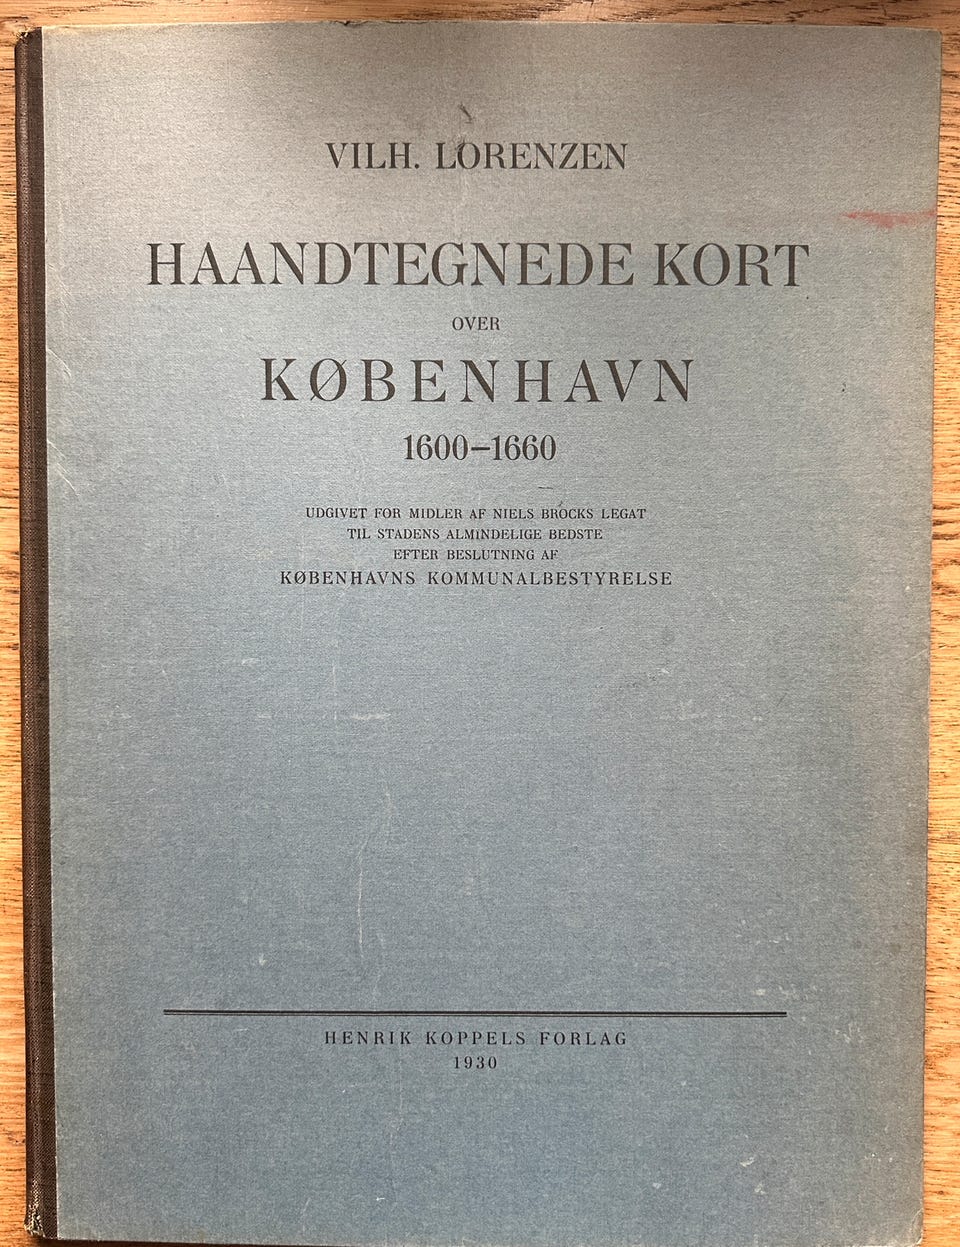 VILH. LORENZEN
HAANDTEGNEDE KORT
OVER
KØBENHAVN
1600–1660
UDGIVET FOR MIDLER AF NIELS BROCKS LEGAT
TIL STADENS ALMINDELIGE BEDSTE
EFTER BESLUTNING AF
KØBENHAVNS KOMMUNALBESTYRELSE
HENRIK KOPPELS FORLAG
1930